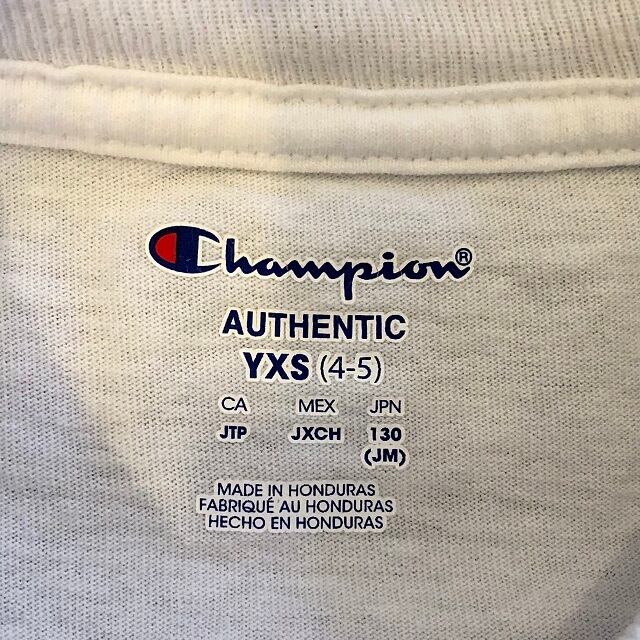 Champion®
AUTHENTIC
YXS (4-5)
CA MEX JPN
JTP JXCH 130
(JM)
MADE IN HONDURAS
FABRIQUÉ AU HONDURAS
HECHO EN HONDURAS